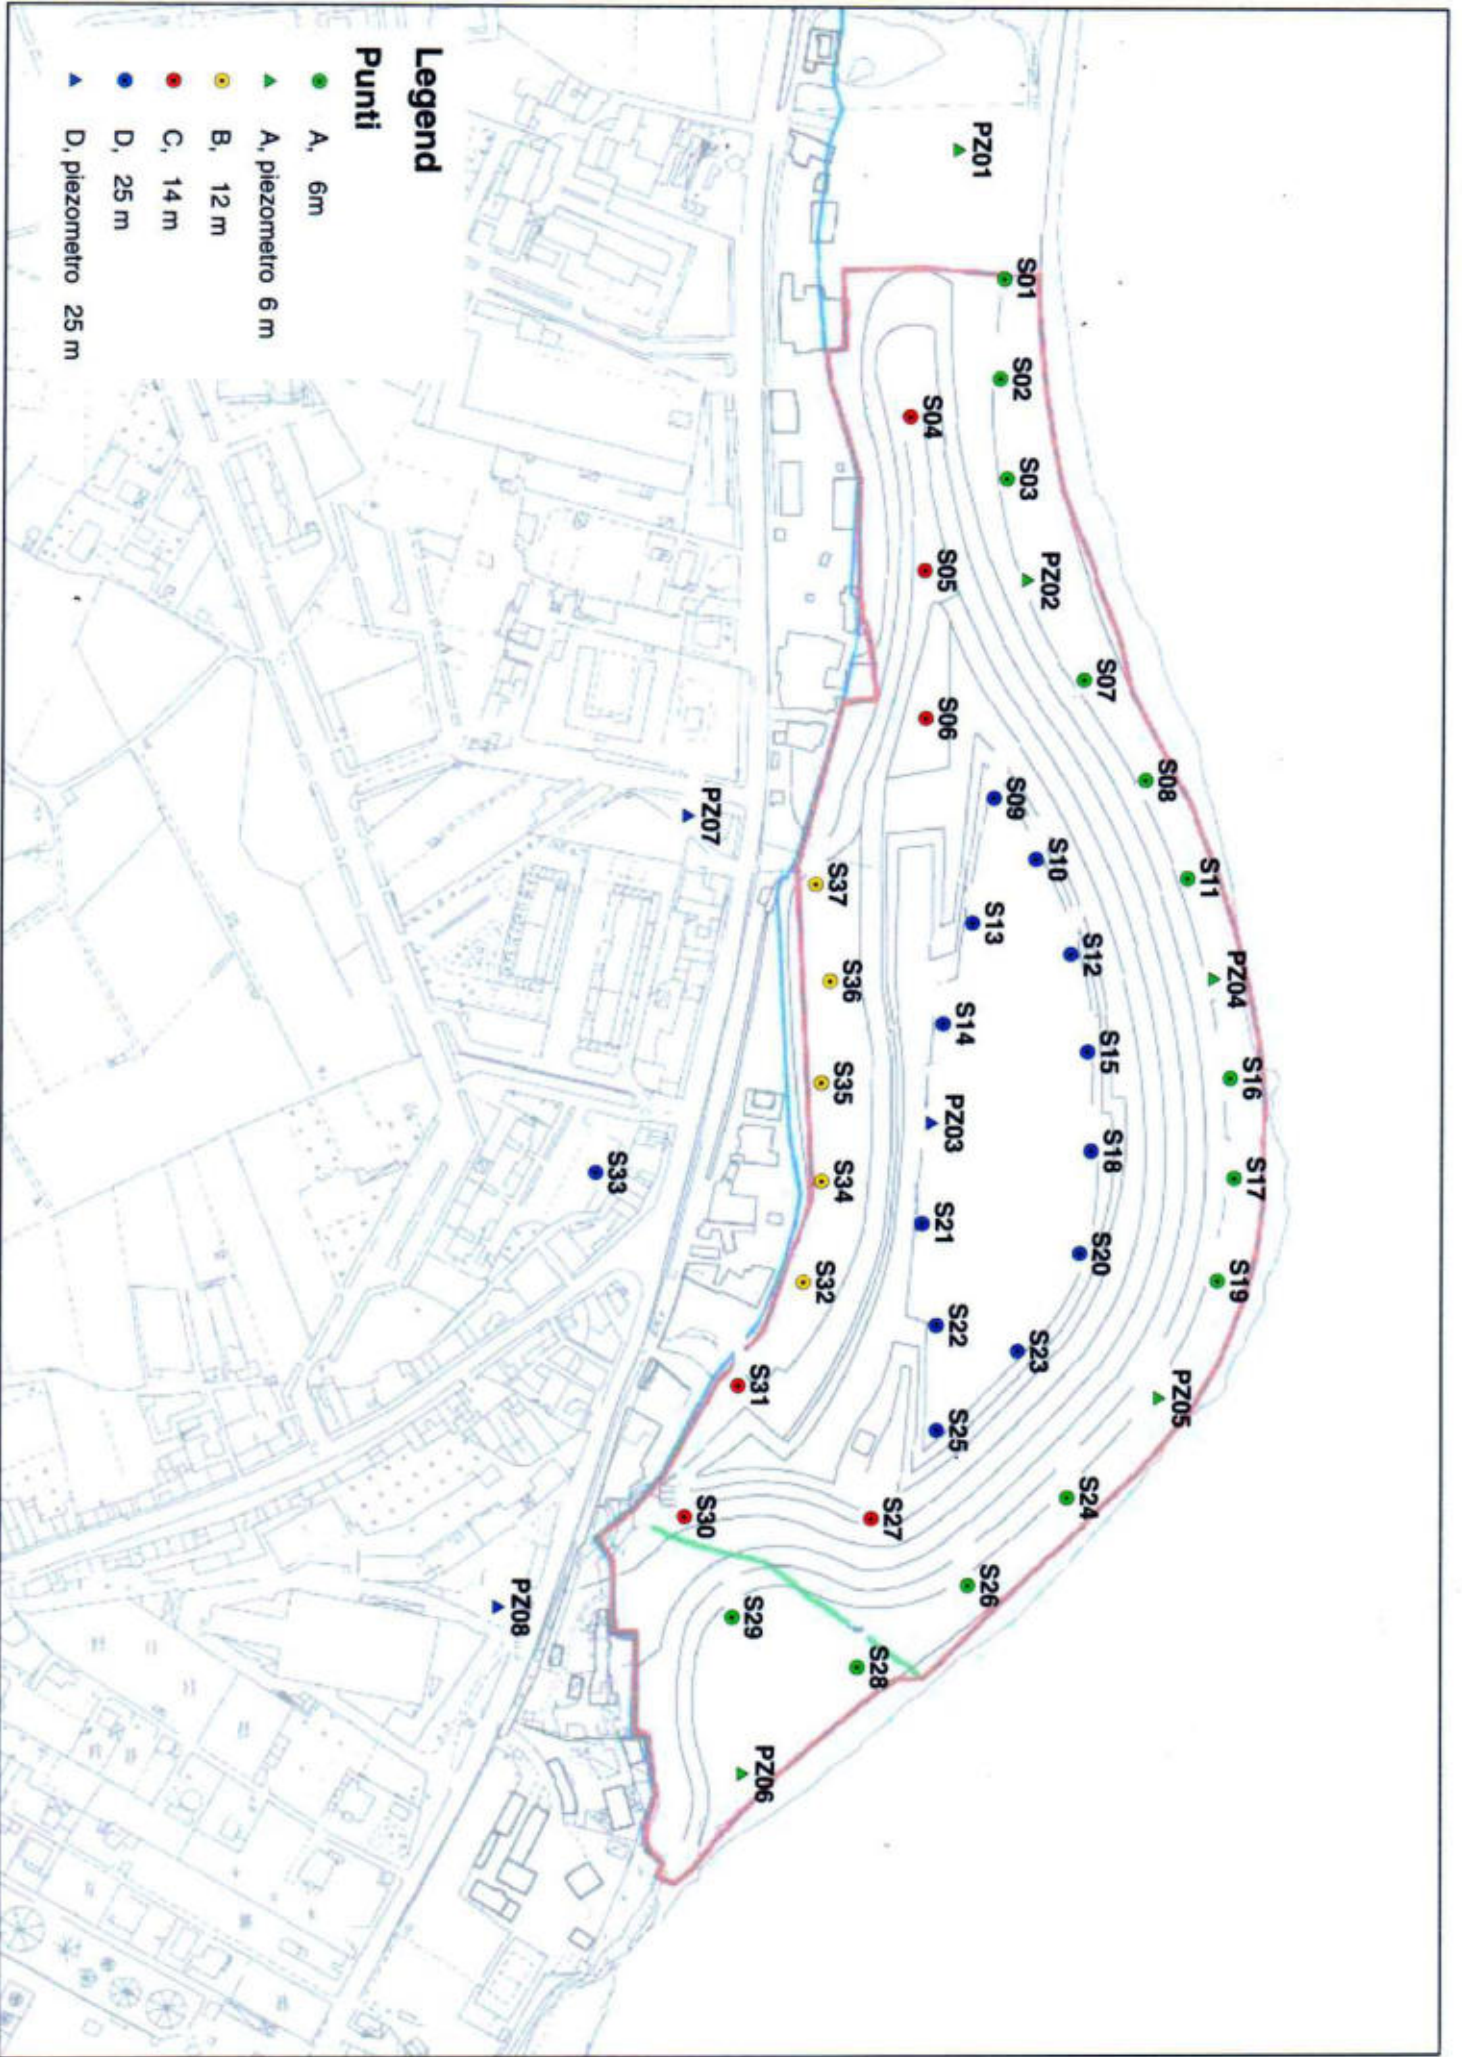 Legend
Punti
A, 6m
A, piezometro 6 m
B, 12 m
C, 14 m
D, 25 m
D, piezometro 25 m
PZ01
S01
S02
S03
S04
S05
PZ02
S06
S07
S08
S09
S10
S11
S12
S13
S14
PZ04
S15
S16
PZ03
S17
S18
S19
S20
S21
S22
S23
PZ05
S25
S24
S26
S27
S28
S29
PZ06
S30
S31
S32
S33
S34
S35
S36
S37
PZ07
PZ08